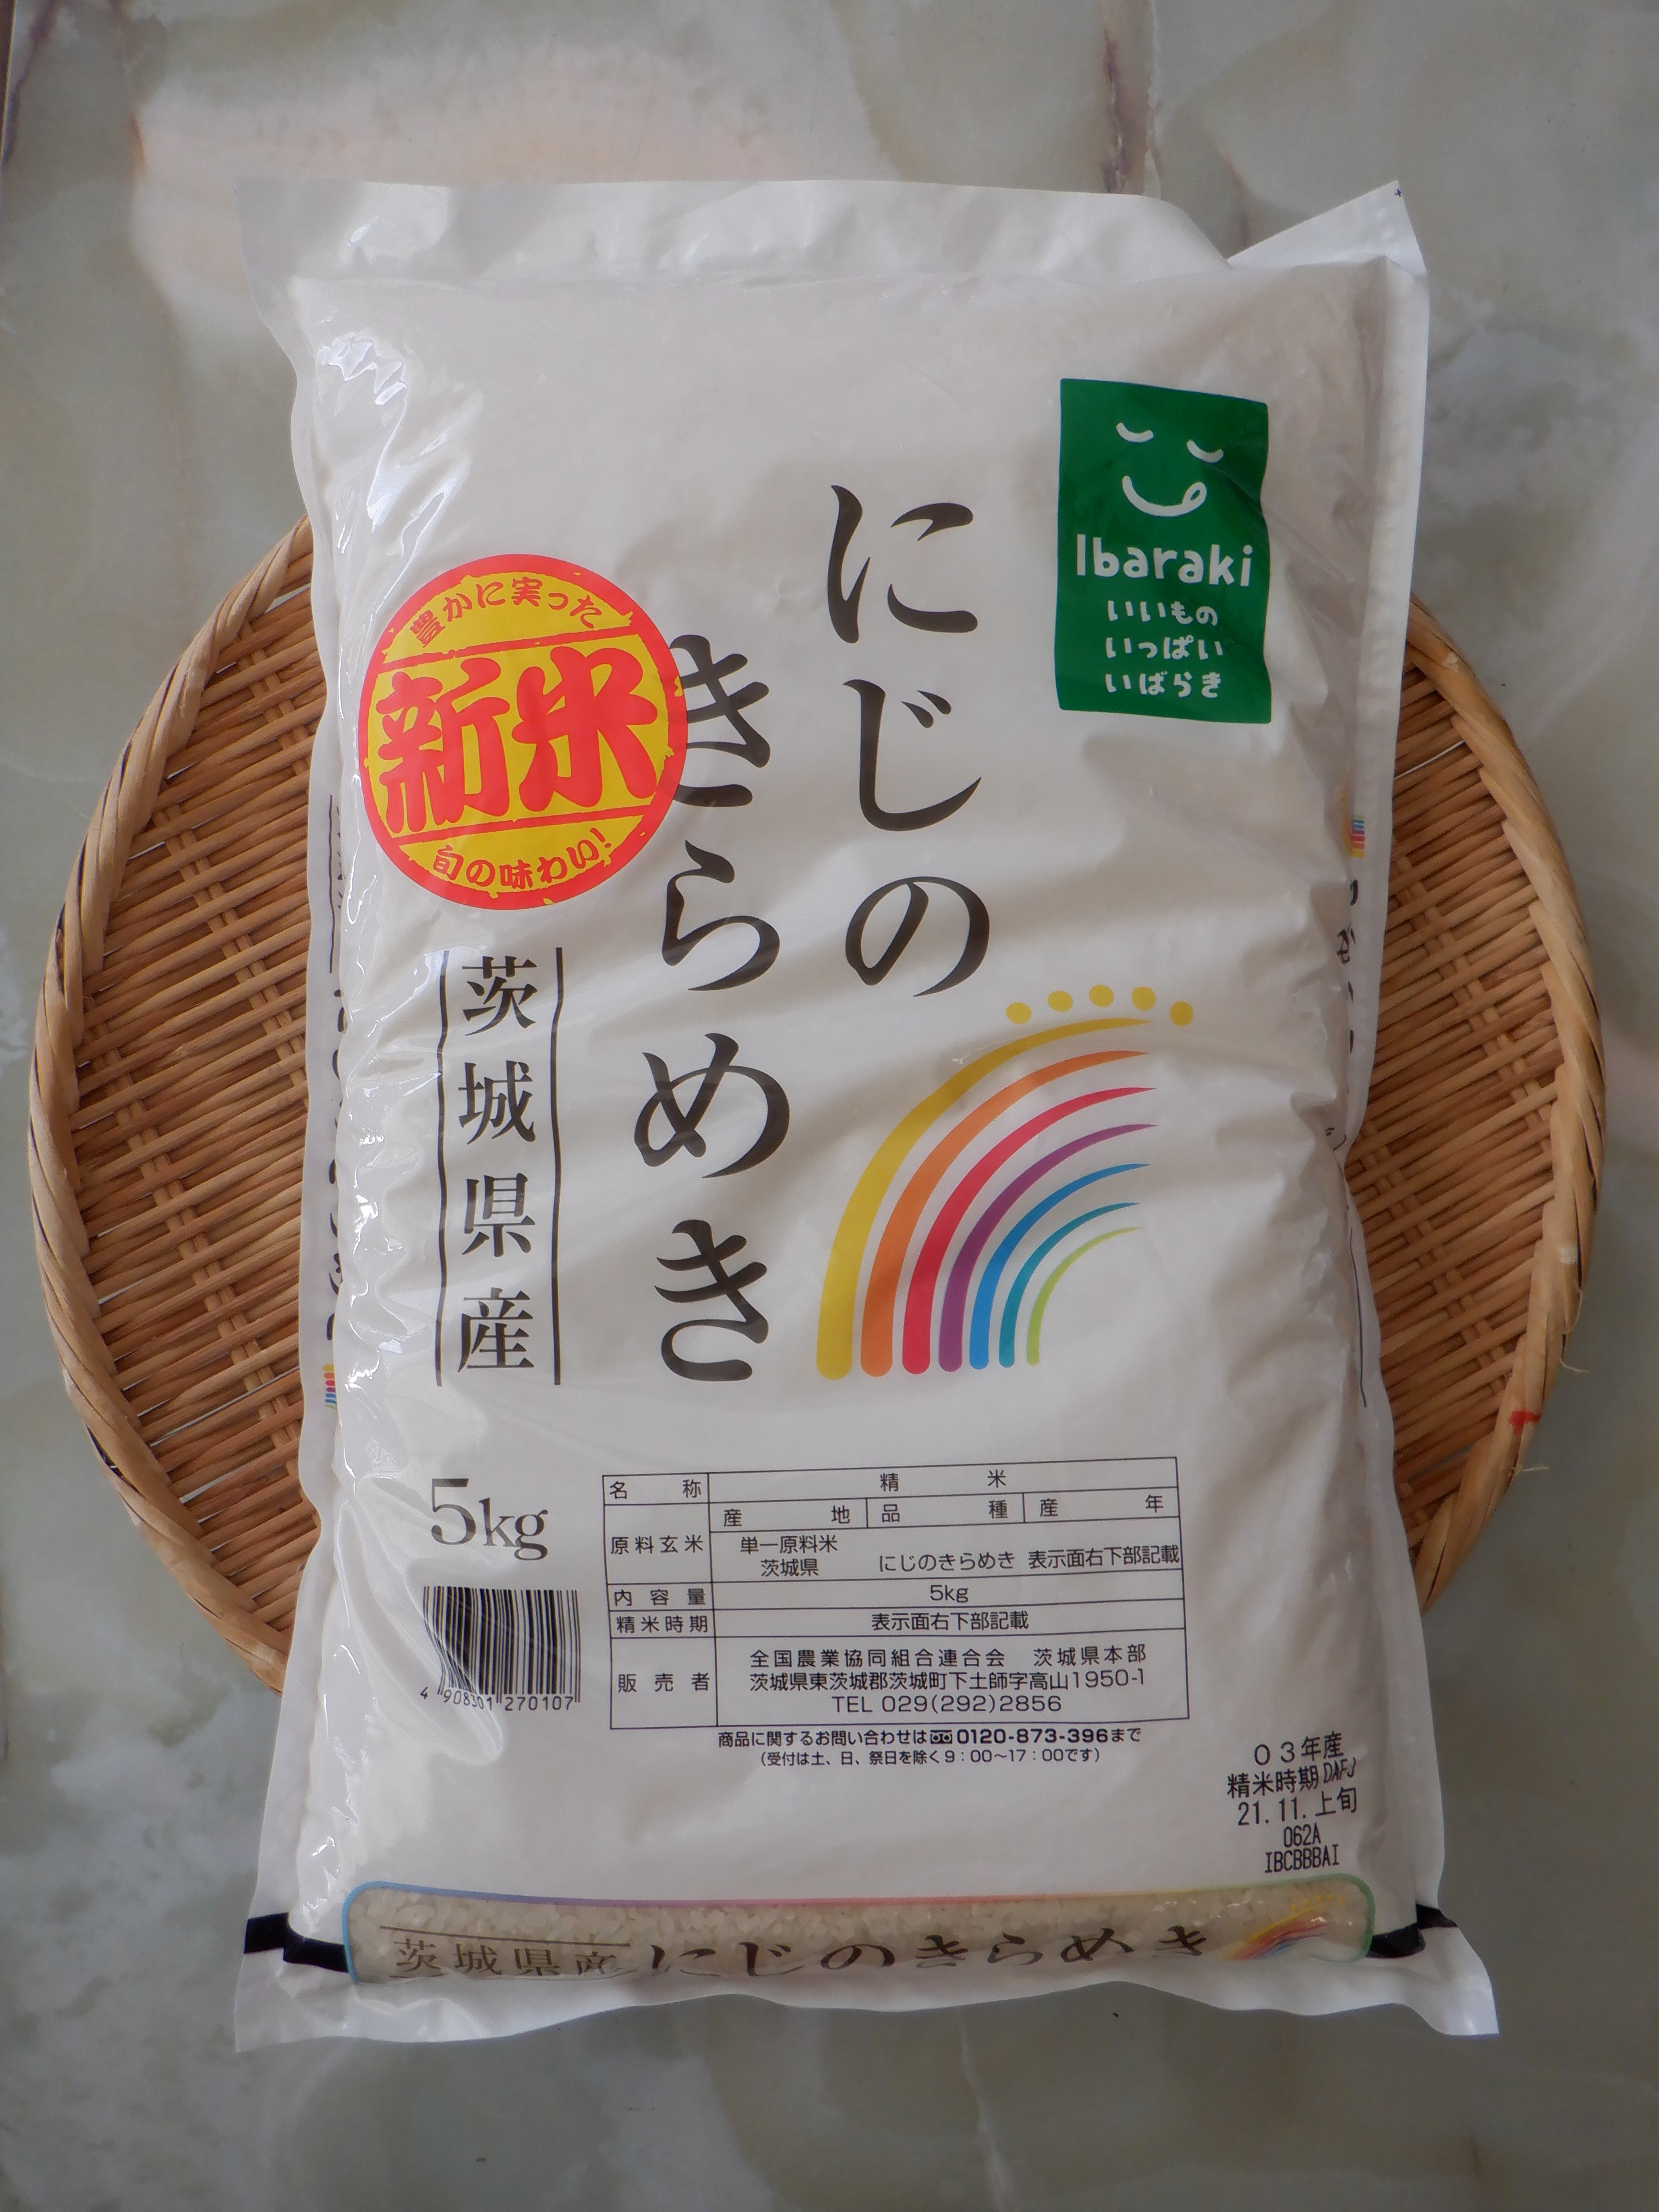 Ibaraki
いいもの
いっぱい
いばらき
にじの
きらめき
豊かに実った
新米
旬の味わい!
茨城県産
5kg
4 908301 270107
名称 精米
原料玄米 産地 品種 産年
単一原料米
茨城県 にじのきらめき 表示面右下部記載
内容量 5kg
精米時期 表示面右下部記載
販売者 全国農業協同組合連合会 茨城県本部
茨城県東茨城郡茨城町下土師字高山1950-1
TEL 029(292)2856
商品に関するお問い合わせは 0120-873-396まで
(受付は土、日、祭日を除く9:00〜17:00です)
03年産
精米時期 DAFJ
21.11.上旬
062A
IBCBBBAI
茨城県産 にじのきらめき